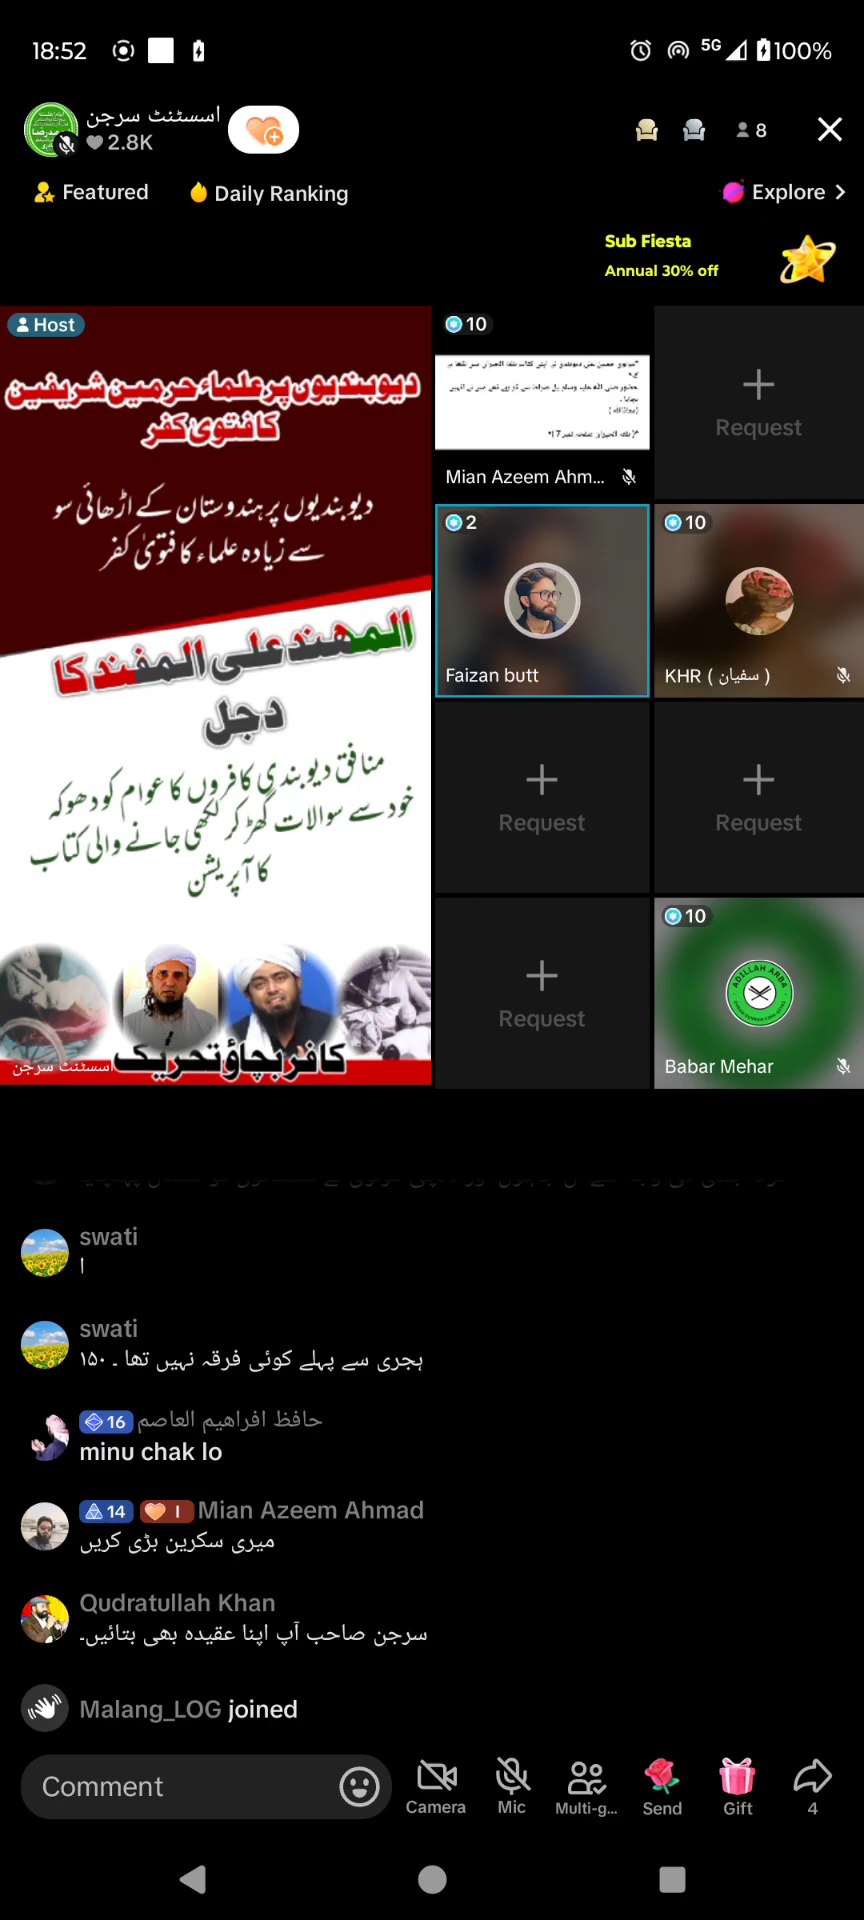 18:52
5G
100%
اسسٹنٹ سرجن
2.8K
8
Featured
Daily Ranking
Explore
Sub Fiesta
Annual 30% off
Host
دیوبندیوں پر علماءِ حرمین شریفین
کا فتویٰ کفر
دیوبندیوں پر ہندوستان کے اڑھائی سو
سے زیادہ علماء کا فتویٰ کفر
المھند علی المفند کا
دجل
منافق دیوبندی کافروں کا عوام کو دھوکہ
خود سے سوالات گھڑ کر لکھی جانے والی کتاب
کا آپریشن
کافر بچاؤ تحریک
اسسٹنٹ سرجن
10
Mian Azeem Ahm...
Request
2
Faizan butt
10
KHR ( سفیان )
Request
Request
Request
10
ADILLAH ARBA
Babar Mehar
swati
ا
swati
۱۵۰ ہجری سے پہلے کوئی فرقہ نہیں تھا ۔
16 حافظ افراھیم العاصم
minu chak lo
14 I Mian Azeem Ahmad
میری سکرین بڑی کریں
Qudratullah Khan
سرجن صاحب آپ اپنا عقیدہ بھی بتائیں۔
Malang_LOG joined
Comment
Camera
Mic
Multi-g...
Send
Gift
4